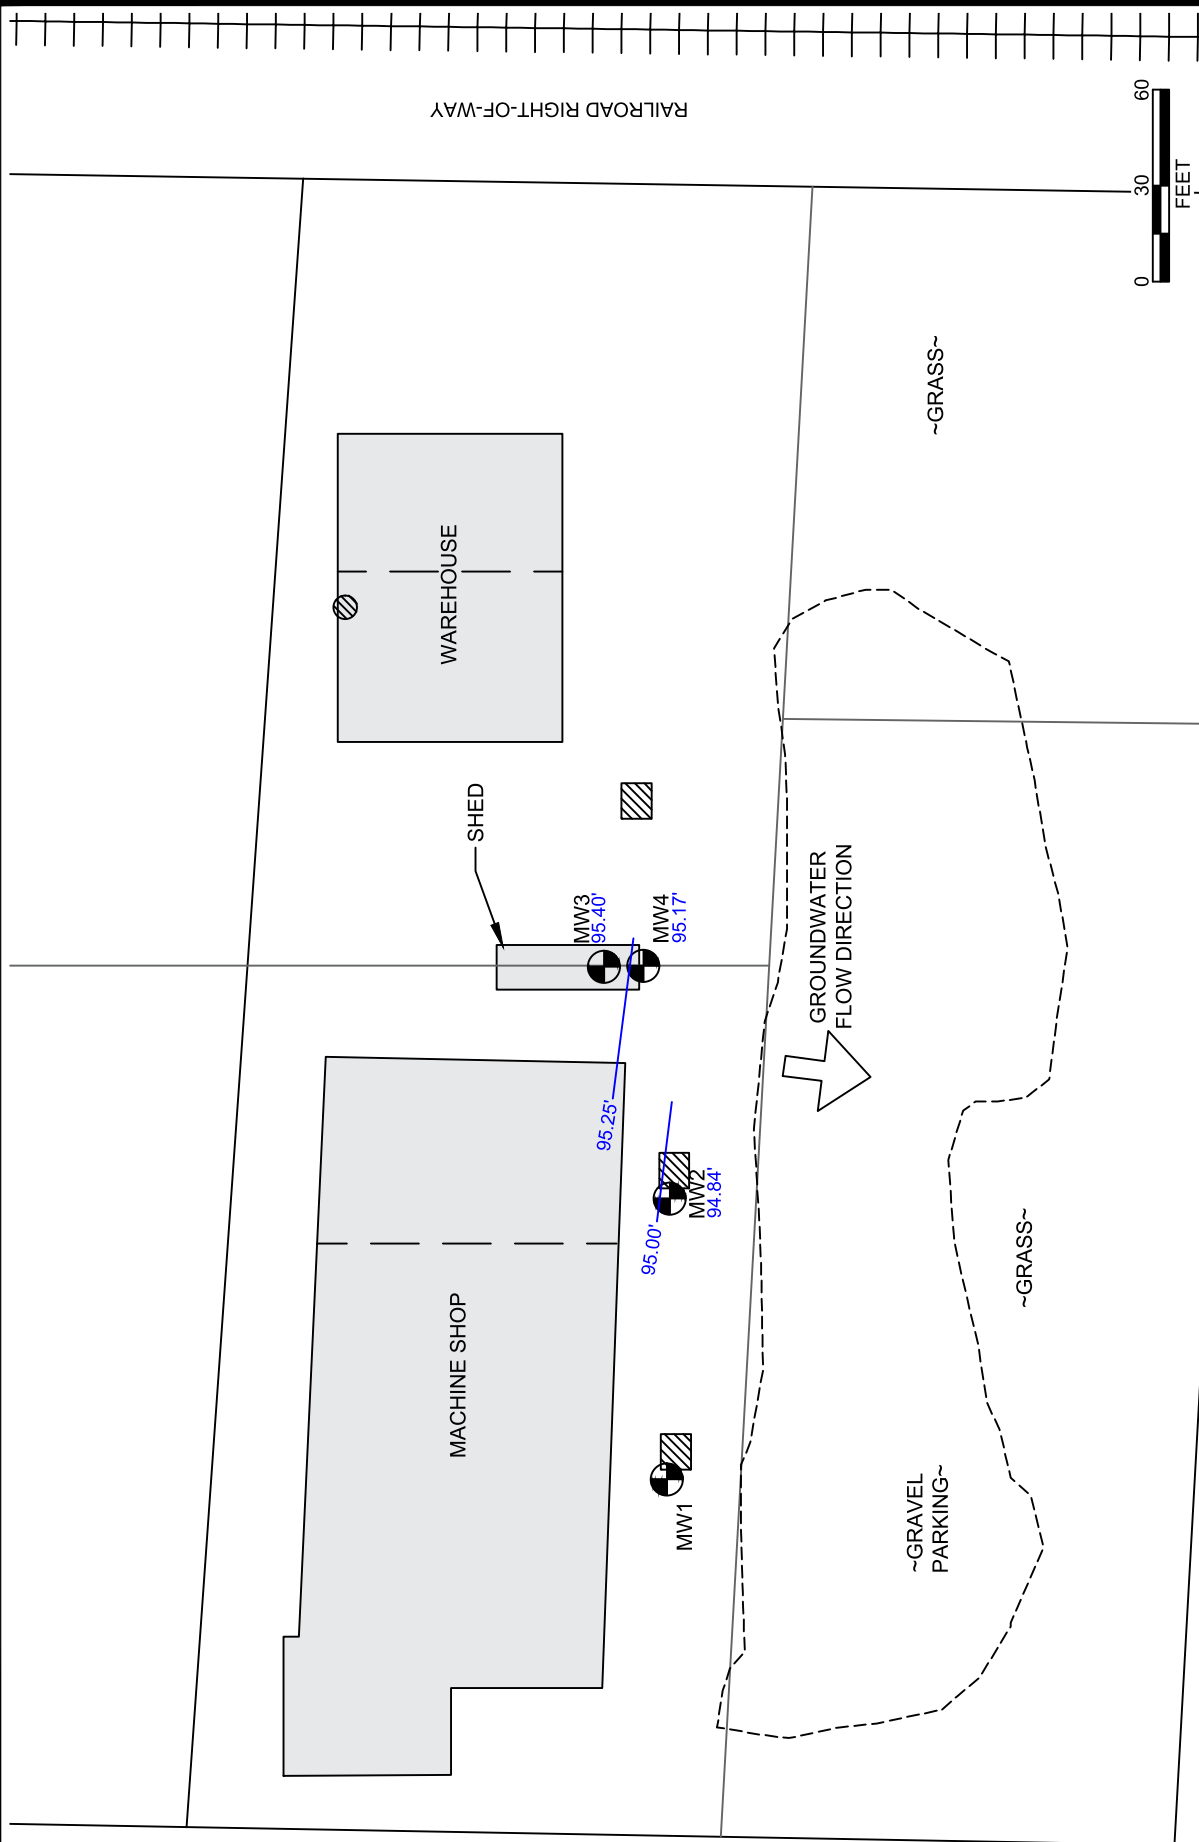 RAILROAD RIGHT-OF-WAY
0 30 60
FEET
~GRASS~
WAREHOUSE
SHED
MW3
95.40'
MW4
95.17'
GROUNDWATER
FLOW DIRECTION
95.25'
MW2
94.84'
95.00'
~GRASS~
MACHINE SHOP
MW1
~GRAVEL
PARKING~